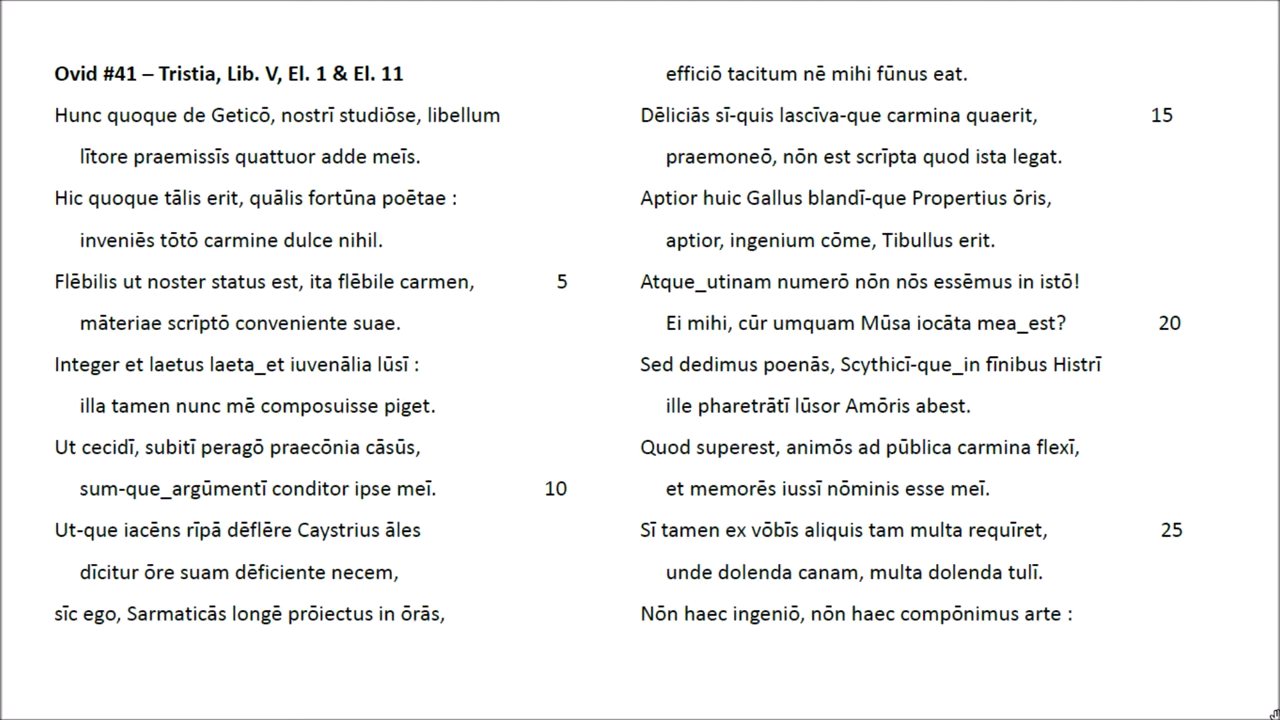 Ovid #41 – Tristia, Lib. V, El. 1 & El. 11
Hunc quoque de Geticō, nostrī studiōse, libellum
lītore praemissīs quattuor adde meīs.
Hic quoque tālis erit, quālis fortūna poētae :
inveniēs tōtō carmine dulce nihil.
Flēbilis ut noster status est, ita flēbile carmen, 5
māteriae scrīptō conveniente suae.
Integer et laetus laeta_et iuvenālia lūsī :
illa tamen nunc mē composuisse piget.
Ut cecidī, subitī peragō praecōnia cāsūs,
sum-que_argūmentī conditor ipse meī. 10
Ut-que iacēns rīpā dēflēre Caystrius āles
dīcitur ōre suam dēficiente necem,
sīc ego, Sarmaticās longē prōiectus in ōrās,
efficiō tacitum nē mihi fūnus eat.
Dēliciās sī-quis lascīva-que carmina quaerit, 15
praemoneō, nōn est scrīpta quod ista legat.
Aptior huic Gallus blandī-que Propertius ōris,
aptior, ingenium cōme, Tibullus erit.
Atque_utinam numerō nōn nōs essēmus in istō!
Ei mihi, cūr umquam Mūsa iocāta mea_est? 20
Sed dedimus poenās, Scythicī-que_in fīnibus Histrī
ille pharetrātī lūsor Amōris abest.
Quod superest, animōs ad pūblica carmina flexī,
et memorēs iussī nōminis esse meī.
Sī tamen ex vōbīs aliquis tam multa requīret, 25
unde dolenda canam, multa dolenda tulī.
Nōn haec ingeniō, nōn haec compōnimus arte :